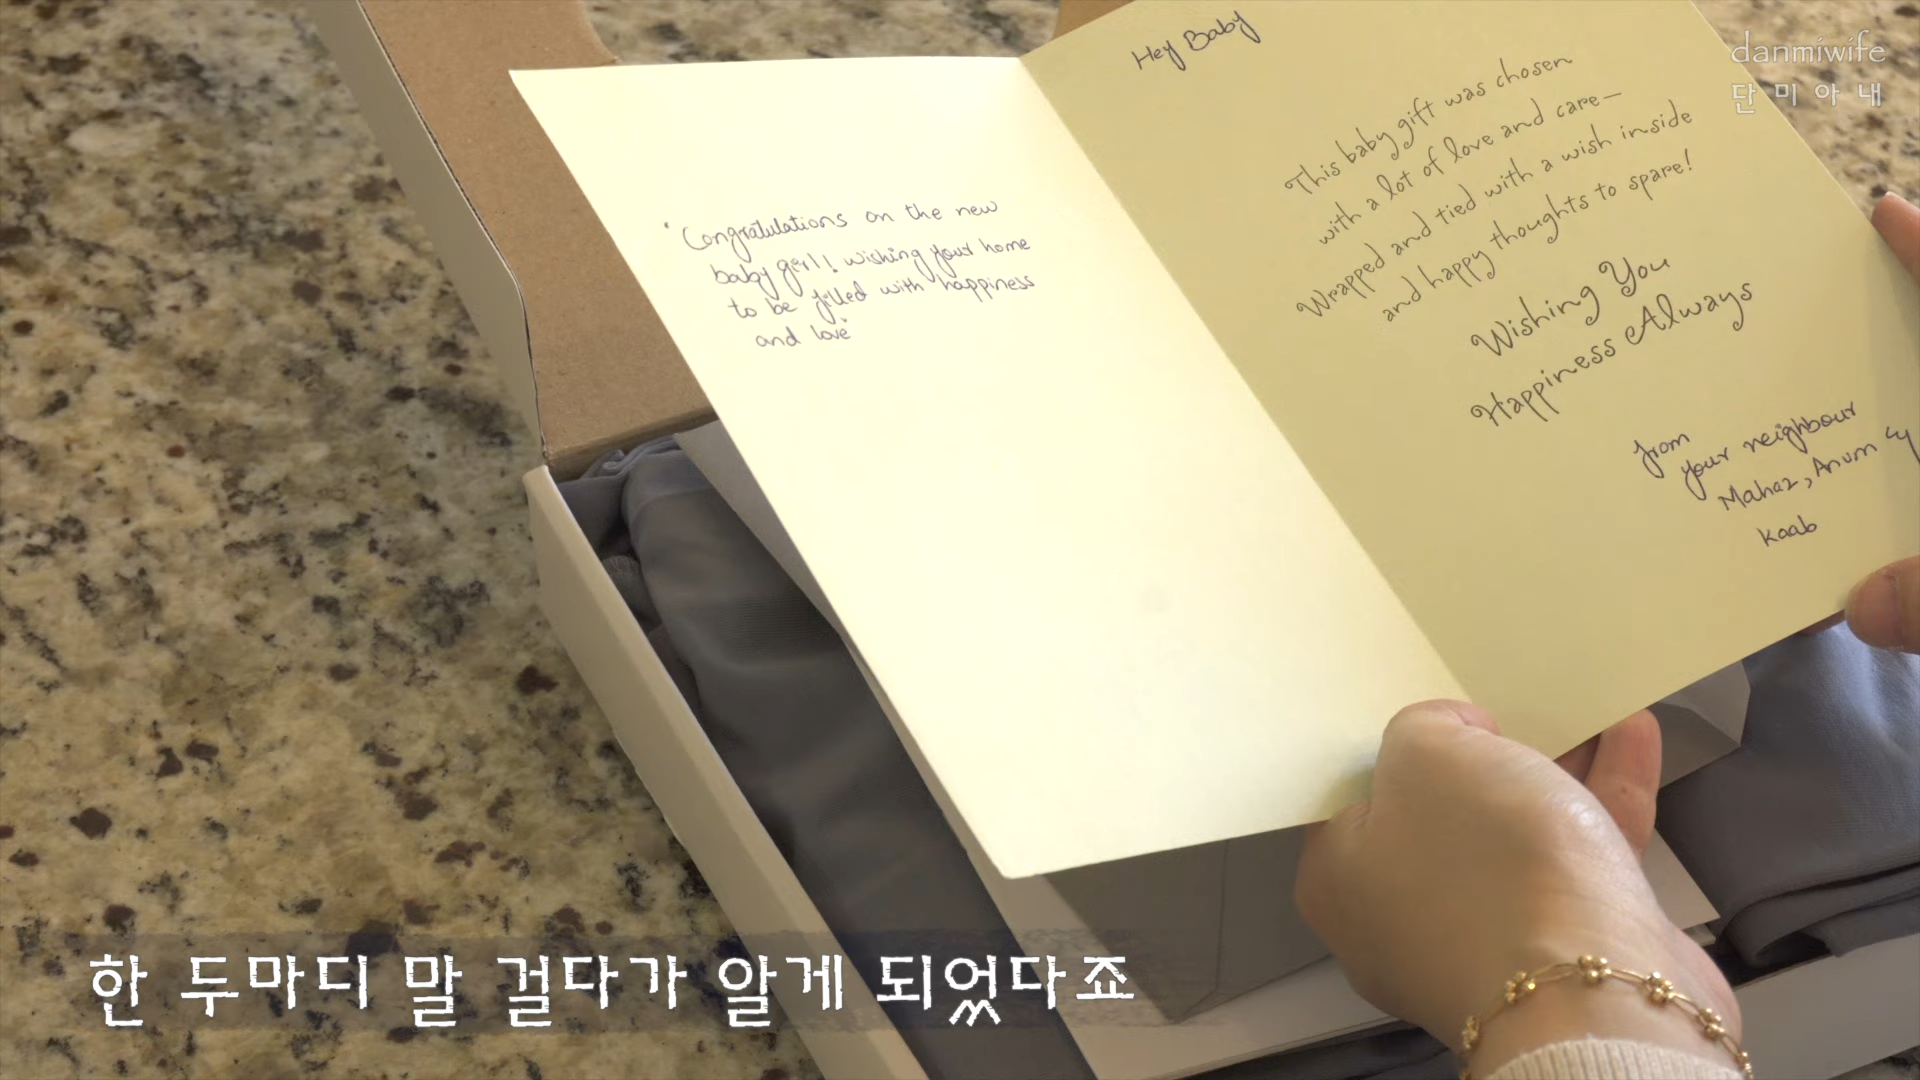 danmiwife
단미아내
"Congratulations on the new
baby girl! wishing your home
to be filled with happiness
and love"
Hey Baby
This baby gift was chosen
with a lot of love and care—
Wrapped and tied with a wish inside
and happy thoughts to spare!
Wishing You
Happiness Always
from
your neighbour
Mahaz, Anum &
Kaab
한 두마디 말 걸다가 알게 되었다죠